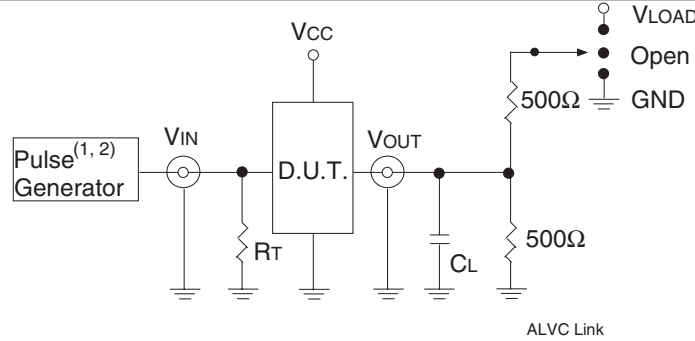 VLOAD
VCC
Open
500Ω
GND
VIN
VOUT
Pulse(1, 2)
Generator
D.U.T.
RT
CL
500Ω
ALVC Link